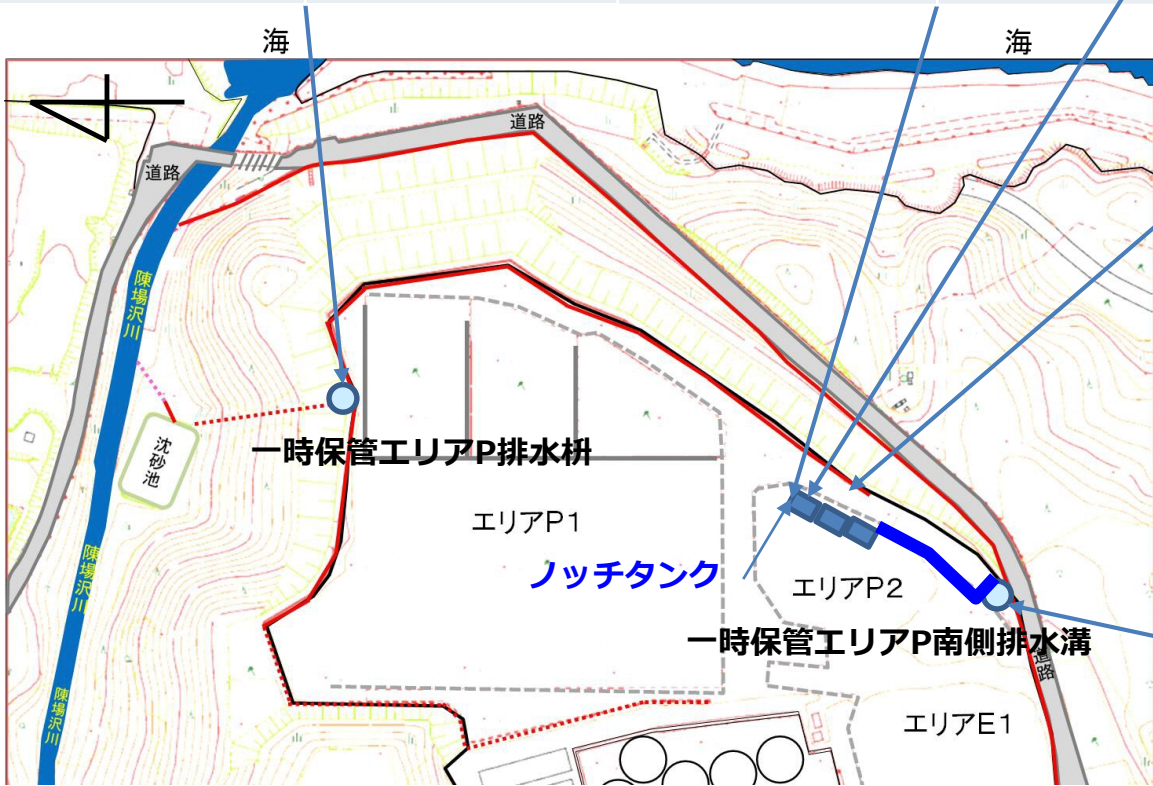 海
海
道路
道路
陳場沢川
一時保管エリアP排水枡
沈砂池
エリアP1
ノッチタンク
エリアP2
陳場沢川
一時保管エリアP南側排水溝
道路
陳場沢川
エリアE1